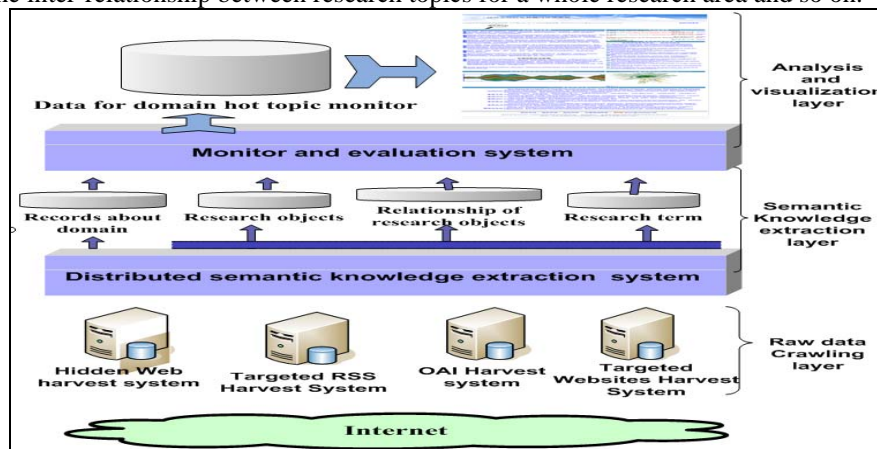 inter-relationship between research topics for a whole research area and so on.
Analysis
and
visualization
layer
Data for domain hot topic monitor
Monitor and evaluation system
Records about
domain
Research objects
Relationship of
research objects
Research term
Semantic
Knowledge
extraction
layer
Distributed semantic knowledge extraction system
Hidden Web
harvest system
Targeted RSS
Harvest System
OAI Harvest
system
Targeted
Websites Harvest
System
Raw data
Crawling
layer
Internet